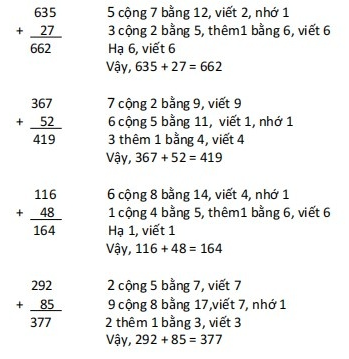 635 5 cộng 7 bằng 12, viết 2, nhớ 1
+ 27 3 cộng 2 bằng 5, thêm1 bằng 6, viết 6
662 Hạ 6, viết 6
Vậy, 635 + 27 = 662
367 7 cộng 2 bằng 9, viết 9
+ 52 6 cộng 5 bằng 11, viết 1, nhớ 1
419 3 thêm 1 bằng 4, viết 4
Vậy, 367 + 52 = 419
116 6 cộng 8 bằng 14, viết 4, nhớ 1
+ 48 1 cộng 4 bằng 5, thêm1 bằng 6, viết 6
164 Hạ 1, viết 1
Vậy, 116 + 48 = 164
292 2 cộng 5 bằng 7, viết 7
+ 85 9 cộng 8 bằng 17,viết 7, nhớ 1
377 2 thêm 1 bằng 3, viết 3
Vậy, 292 + 85 = 377